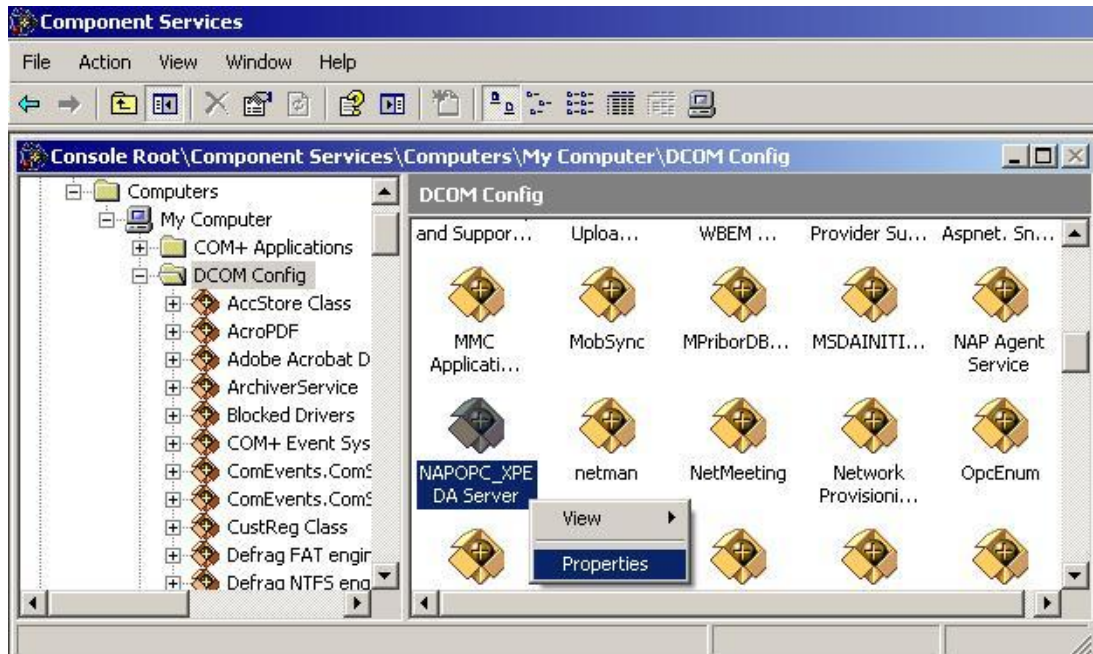 Component Services
File Action View Window Help
Console Root\Component Services\Computers\My Computer\DCOM Config
Computers
My Computer
COM+ Applications
DCOM Config
AccStore Class
AcroPDF
Adobe Acrobat D
ArchiverService
Blocked Drivers
COM+ Event Sys
ComEvents.ComS
ComEvents.ComS
CustReg Class
Defrag FAT engin
Defrag NTFS eng
DCOM Config
and Suppor... Uploa... WBEM ... Provider Su... Aspnet. Sn...
MMC Applicati... MobSync MPriborDB... MSDAINITI... NAP Agent Service
NAPOPC_XPE DA Server netman NetMeeting Network Provisioni... OpcEnum
View
Properties